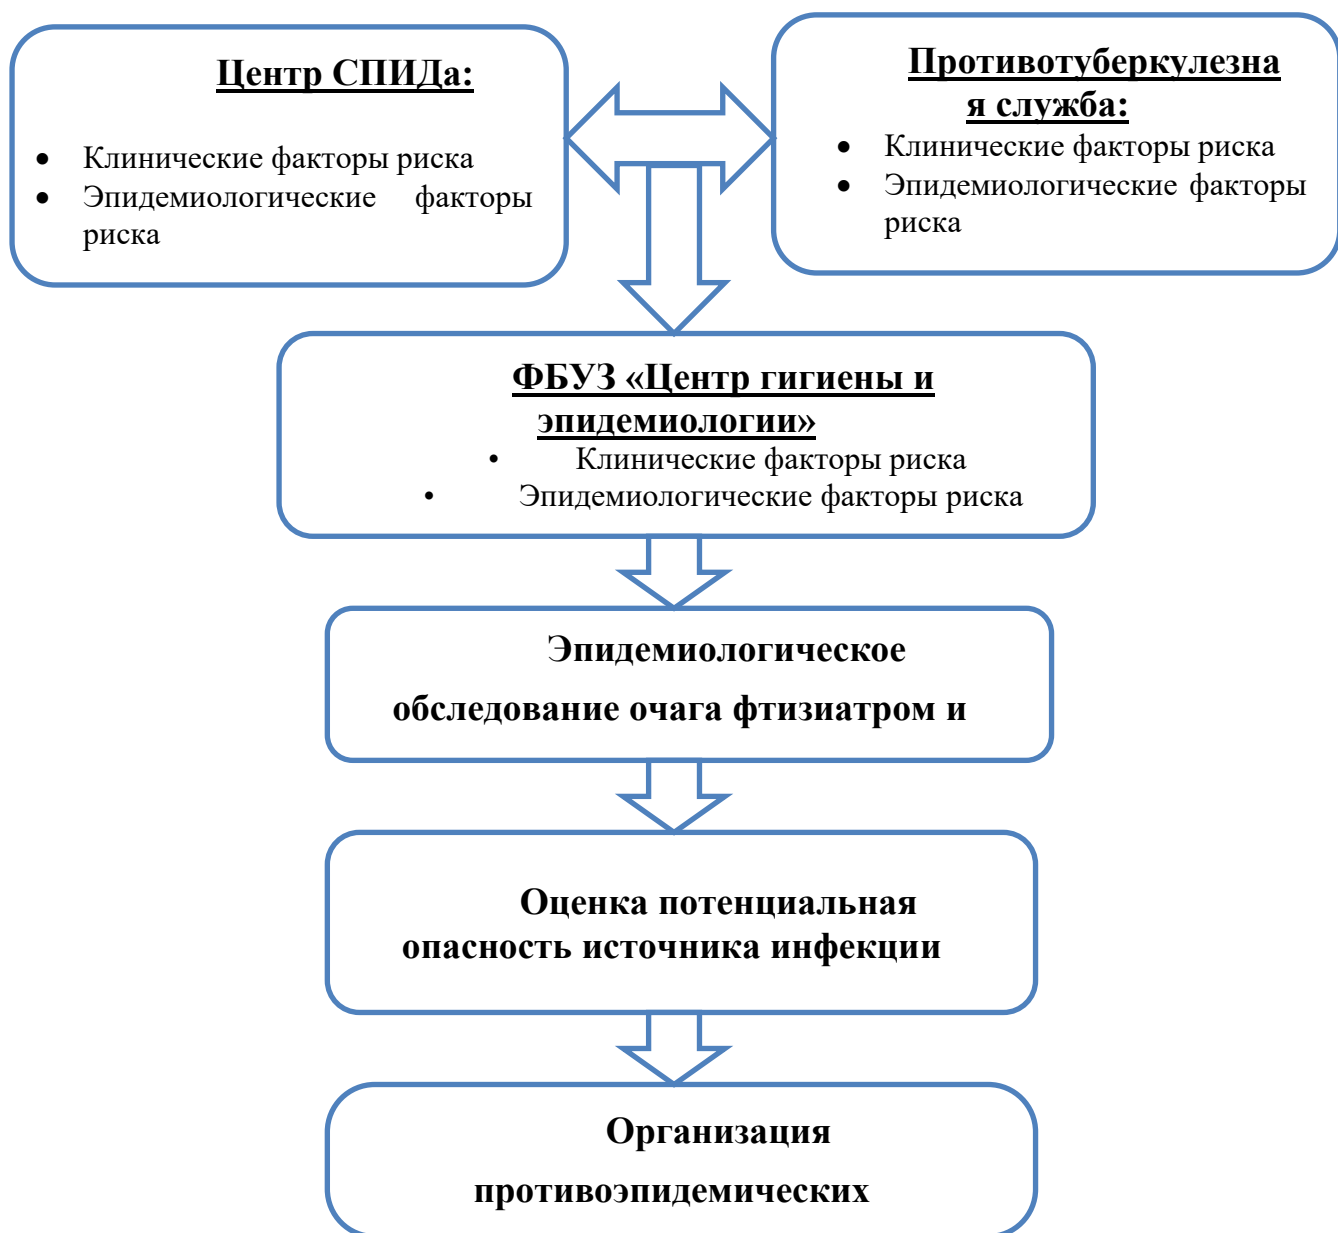 Центр СПИДа:
• Клинические факторы риска
• Эпидемиологические факторы
риска
Противотуберкулезна
я служба:
• Клинические факторы риска
• Эпидемиологические факторы
риска
ФБУЗ «Центр гигиены и
эпидемиологии»
• Клинические факторы риска
• Эпидемиологические факторы риска
Эпидемиологическое
обследование очага фтизиатром и
Оценка потенциальная
опасность источника инфекции
Организация
противоэпидемических